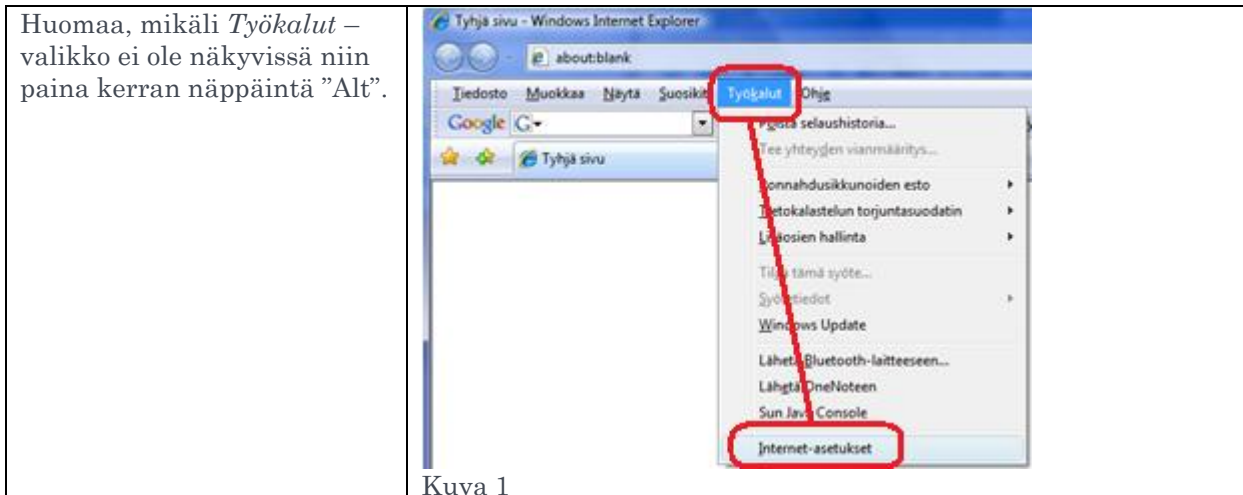 Huomaa, mikäli Työkalut –
valikko ei ole näkyvissä niin
paina kerran näppäintä ”Alt”.
Tyhjä sivu - Windows Internet Explorer
about:blank
Tiedosto Muokkaa Näytä Suosikit Työkalut Ohje
Google G
Tyhjä sivu
Poista selaushistoria...
Tee yhteyden vianmääritys...
Ponnahdusikkunoiden esto
Tietokalastelun torjuntasuodatin
Lisäosien hallinta
Tilaa tämä syöte...
Syötetiedot
Windows Update
Lähetä Bluetooth-laitteeseen...
Lähetä OneNoteen
Sun Java Console
Internet-asetukset
Kuva 1